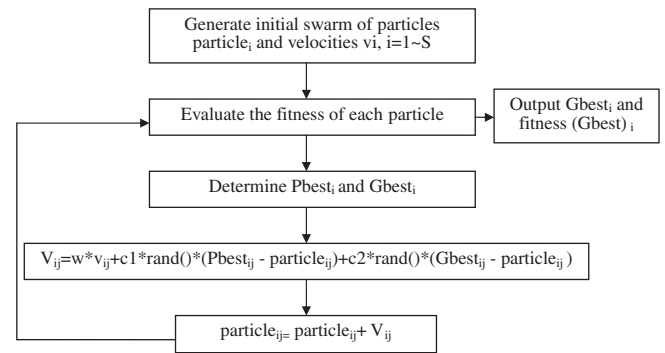 Generate initial swarm of particles
particleᵢ and velocities vi, i=1~S
Evaluate the fitness of each particle
Output Gbestᵢ and
fitness (Gbest) ᵢ
Determine Pbestᵢ and Gbestᵢ
Vᵢⱼ=w*vᵢⱼ+c1*rand()*(Pbestᵢⱼ - particleᵢⱼ)+c2*rand()*(Gbestᵢⱼ - particleᵢⱼ )
particleᵢⱼ₌ particleᵢⱼ+ Vᵢⱼ